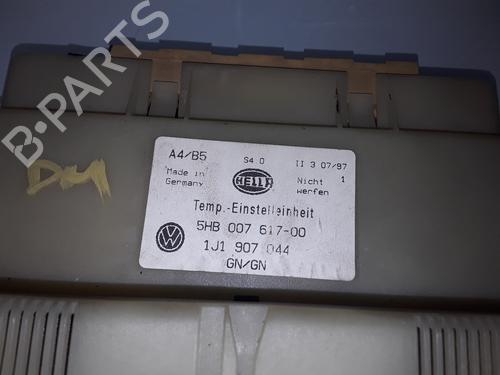 B-PARTS
DM
A4/B5 S4 0 II 3 07/97
Made in Germany HELLA Nicht werfen 1
Temp.-Einstelleinheit
5HB 007 617-00
1J1 907 044
GN/GN